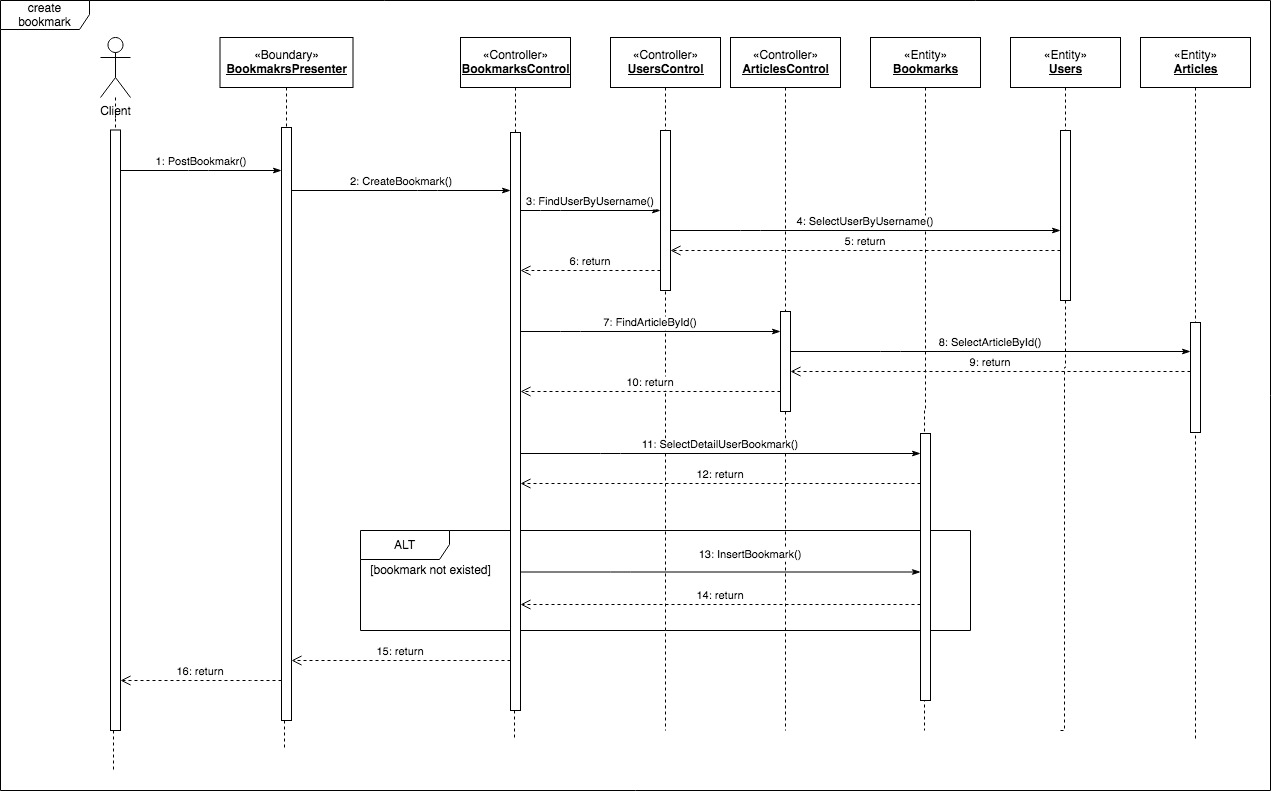 create
bookmark
Client
«Boundary»
BookmakrsPresenter
«Controller»
BookmarksControl
«Controller»
UsersControl
«Controller»
ArticlesControl
«Entity»
Bookmarks
«Entity»
Users
«Entity»
Articles
1: PostBookmakr()
2: CreateBookmark()
3: FindUserByUsername()
4: SelectUserByUsername()
5: return
6: return
7: FindArticleById()
8: SelectArticleById()
9: return
10: return
11: SelectDetailUserBookmark()
12: return
ALT
[bookmark not existed]
13: InsertBookmark()
14: return
15: return
16: return